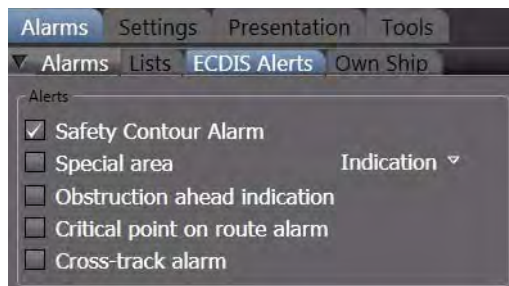 Alarms Settings Presentation Tools
Alarms Lists ECDIS Alerts Own Ship
Alerts
Safety Contour Alarm
Special area Indication
Obstruction ahead indication
Critical point on route alarm
Cross-track alarm